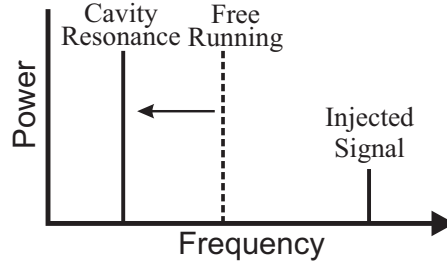 Cavity
Resonance
Free
Running
Injected
Signal
Power
Frequency